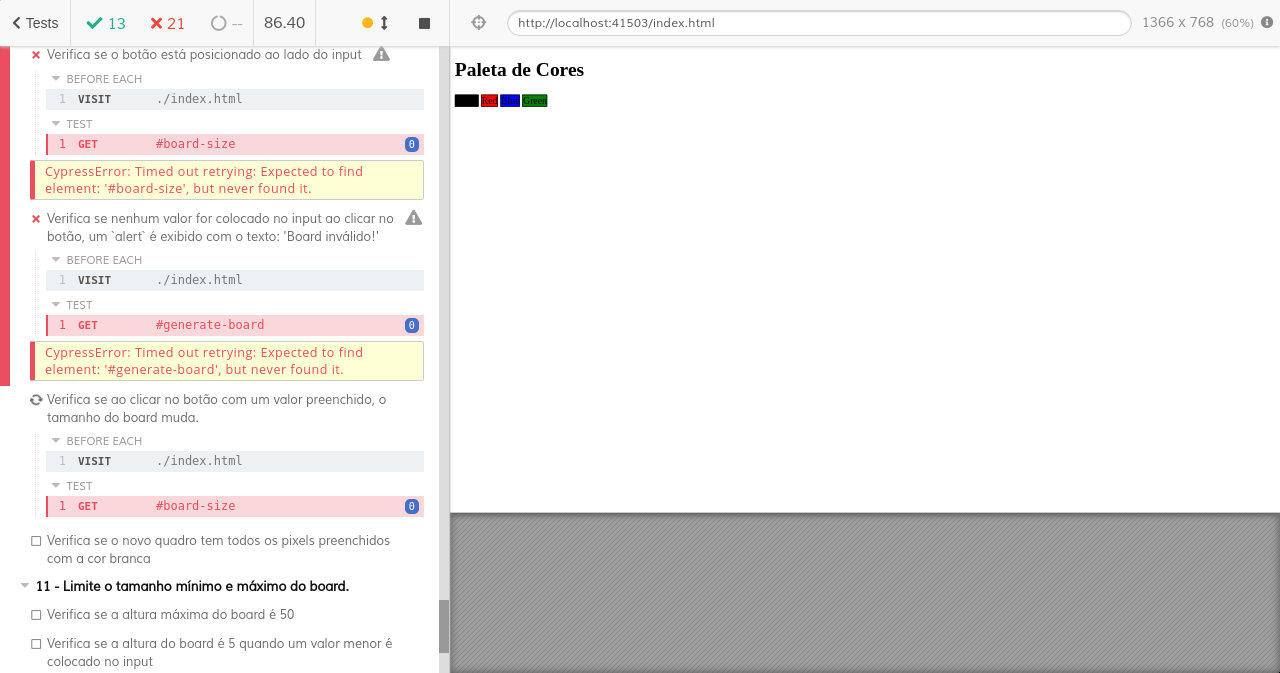 Tests
13
21
--
86.40
http://localhost:41503/index.html
1366 x 768 (60%)
Verifica se o botão está posicionado ao lado do input
BEFORE EACH
1 VISIT ./index.html
TEST
1 GET #board-size 0
CypressError: Timed out retrying: Expected to find
element: '#board-size', but never found it.
Verifica se nenhum valor for colocado no input ao clicar no
botão, um `alert` é exibido com o texto: 'Board inválido!'
BEFORE EACH
1 VISIT ./index.html
TEST
1 GET #generate-board 0
CypressError: Timed out retrying: Expected to find
element: '#generate-board', but never found it.
Verifica se ao clicar no botão com um valor preenchido, o
tamanho do board muda.
BEFORE EACH
1 VISIT ./index.html
TEST
1 GET #board-size 0
Verifica se o novo quadro tem todos os pixels preenchidos
com a cor branca
11 - Limite o tamanho mínimo e máximo do board.
Verifica se a altura máxima do board é 50
Verifica se a altura do board é 5 quando um valor menor é
colocado no input
Paleta de Cores
Red Blue Green